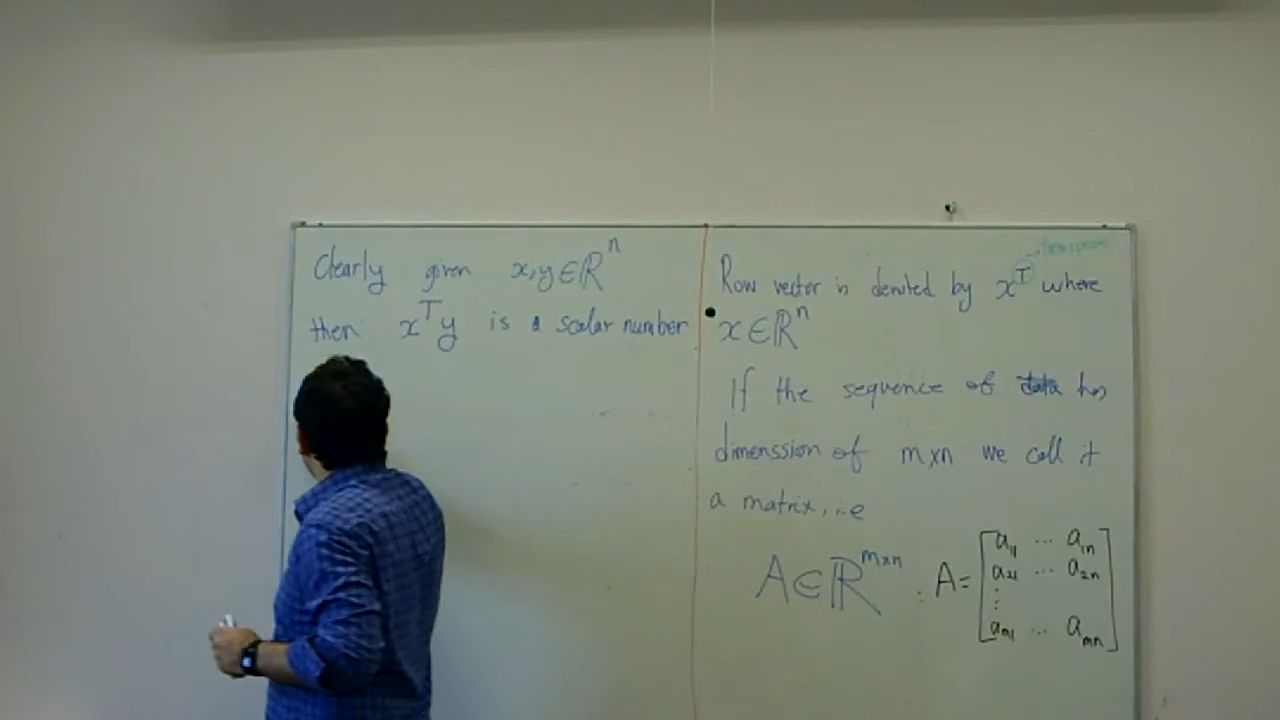 Clearly given x,y∈ℝⁿ
then xᵀy is a scalar number
transpose
Row vector is denoted by xᵀ where
x∈ℝⁿ
If the sequence of data has
dimenssion of m×n we call it
a matrix, i.e
A∈ℝᵐˣⁿ : A= [a₁₁ ... a₁ₙ
a₂₁ ... a₂ₙ
⋮
aₘ₁ ... aₘₙ]